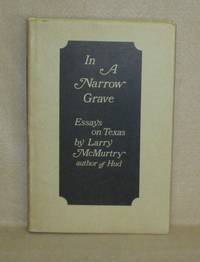 In
A
Narrow
Grave
Essays
on Texas
by Larry
McMurtry
author of Hud